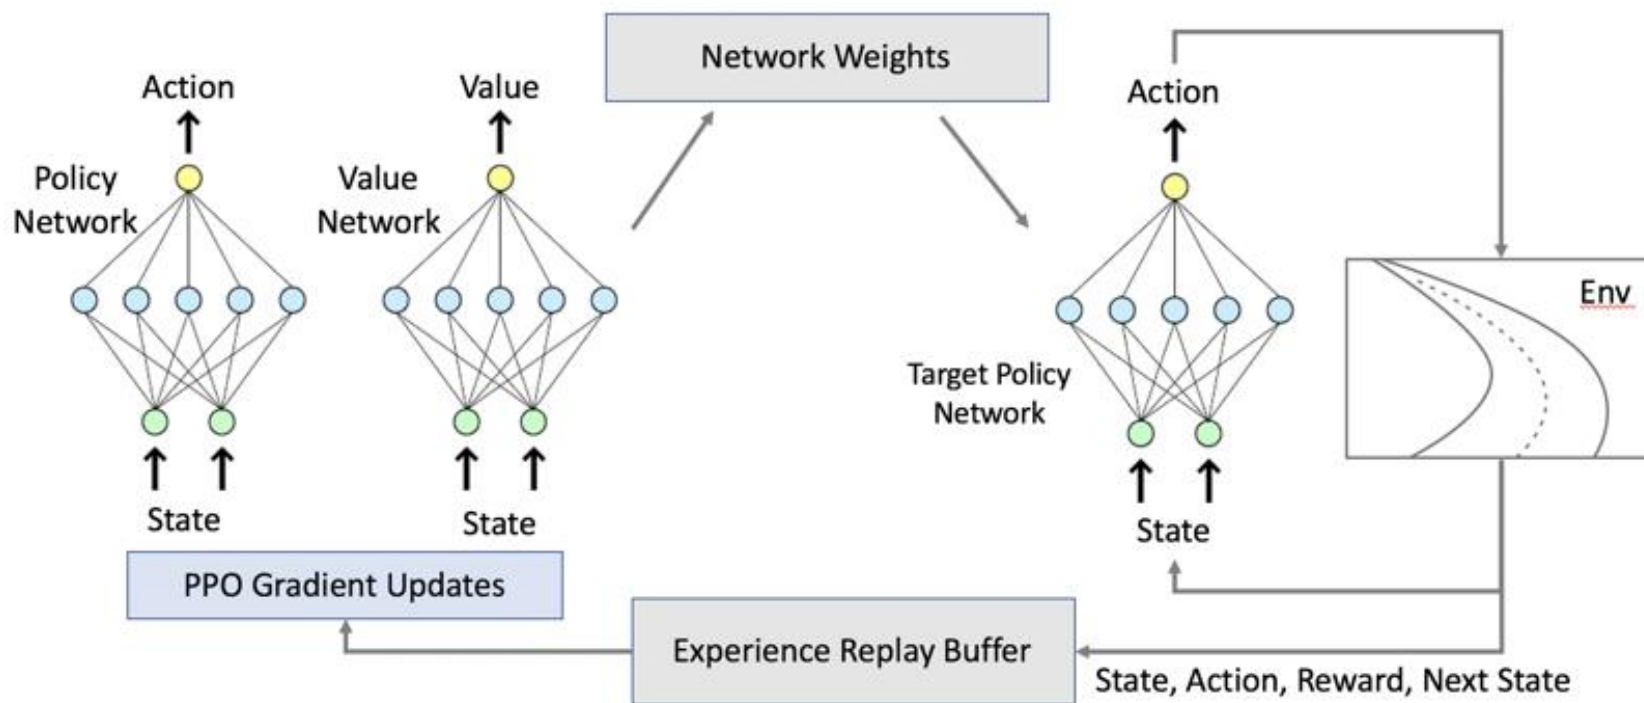 Network Weights
Action
Value
Action
Policy
Network
Value
Network
Env
Target Policy
Network
State
State
State
PPO Gradient Updates
Experience Replay Buffer
State, Action, Reward, Next State